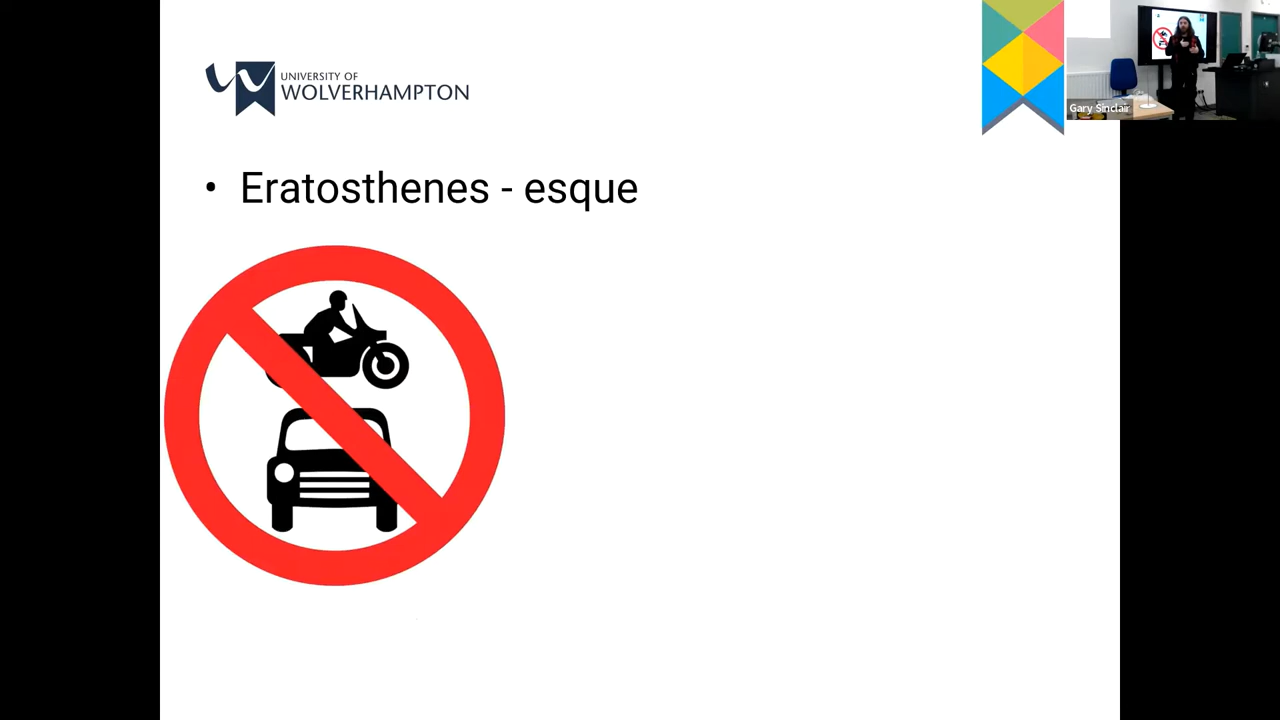 UNIVERSITY OF
WOLVERHAMPTON
Gary Sinclair
• Eratosthenes - esque